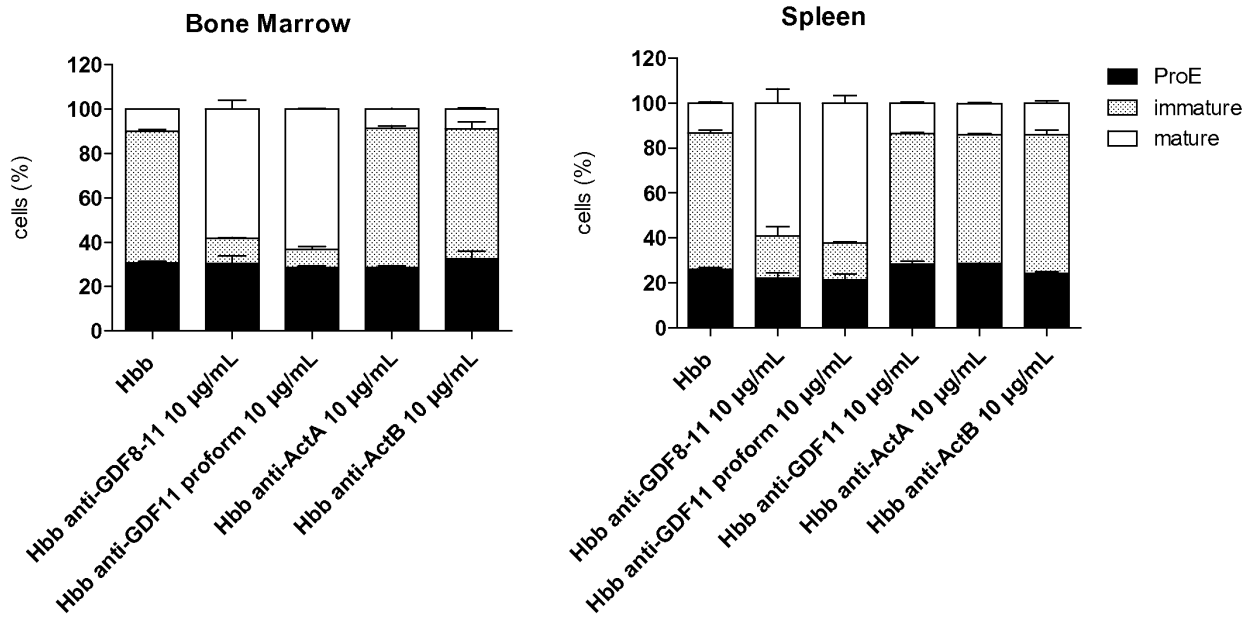 Bone Marrow
cells (%)
120
100
80
60
40
20
0
Hbb
Hbb anti-GDF8-11 10 µg/mL
Hbb anti-GDF11 proform 10 µg/mL
Hbb anti-ActA 10 µg/mL
Hbb anti-ActB 10 µg/mL
Spleen
cells (%)
120
100
80
60
40
20
0
Hbb
Hbb anti-GDF8-11 10 µg/mL
Hbb anti-GDF11 proform 10 µg/mL
Hbb anti-GDF11 10 µg/mL
Hbb anti-ActA 10 µg/mL
Hbb anti-ActB 10 µg/mL
ProE
immature
mature